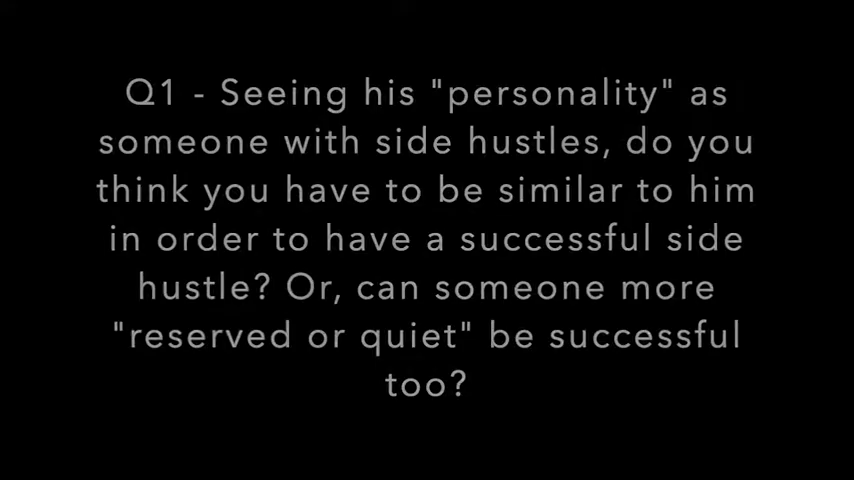 Q1 - Seeing his "personality" as
someone with side hustles, do you
think you have to be similar to him
in order to have a successful side
hustle? Or, can someone more
"reserved or quiet" be successful
too?